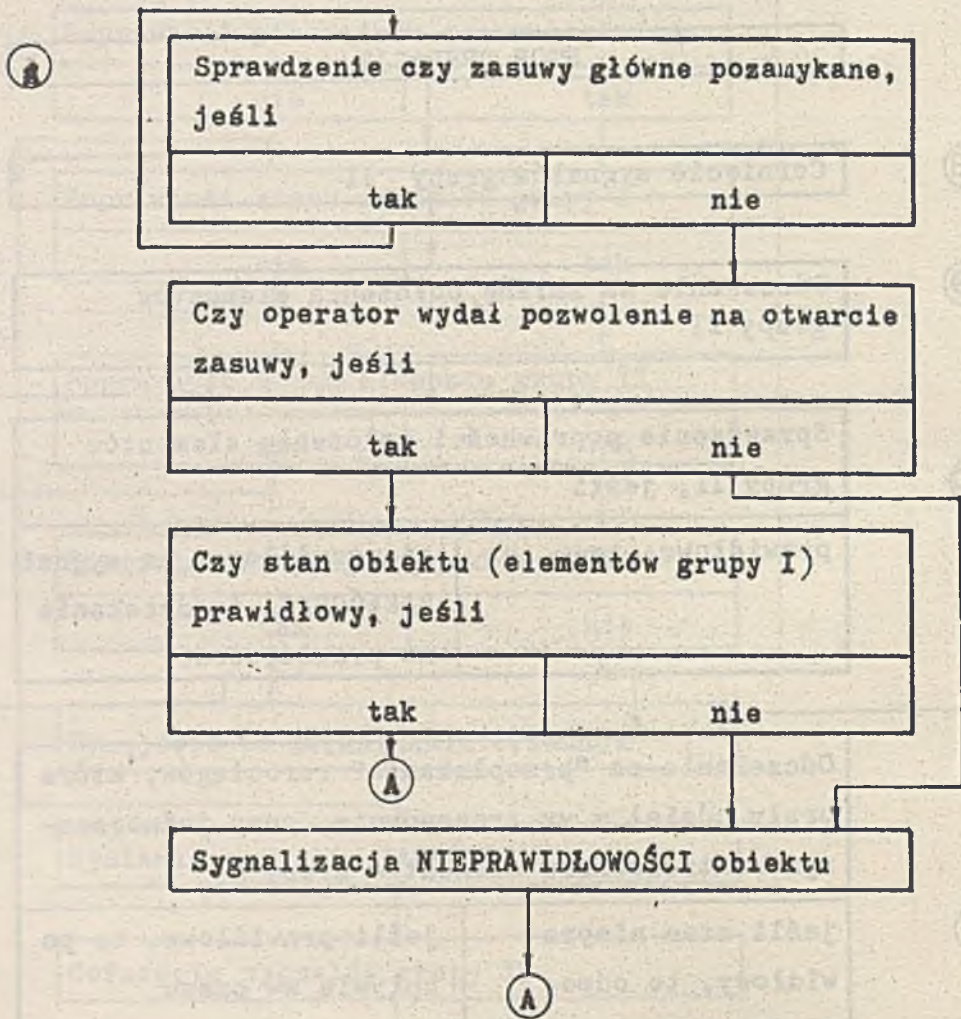 A
Sprawdzenie czy zasuwy główne pozamykane,
jeśli
tak nie
Czy operator wydał pozwolenie na otwarcie
zasuwy, jeśli
tak nie
Czy stan obiektu (elementów grupy I)
prawidłowy, jeśli
tak nie
A
Sygnalizacja NIEPRAWIDŁOWOŚCI obiektu
A